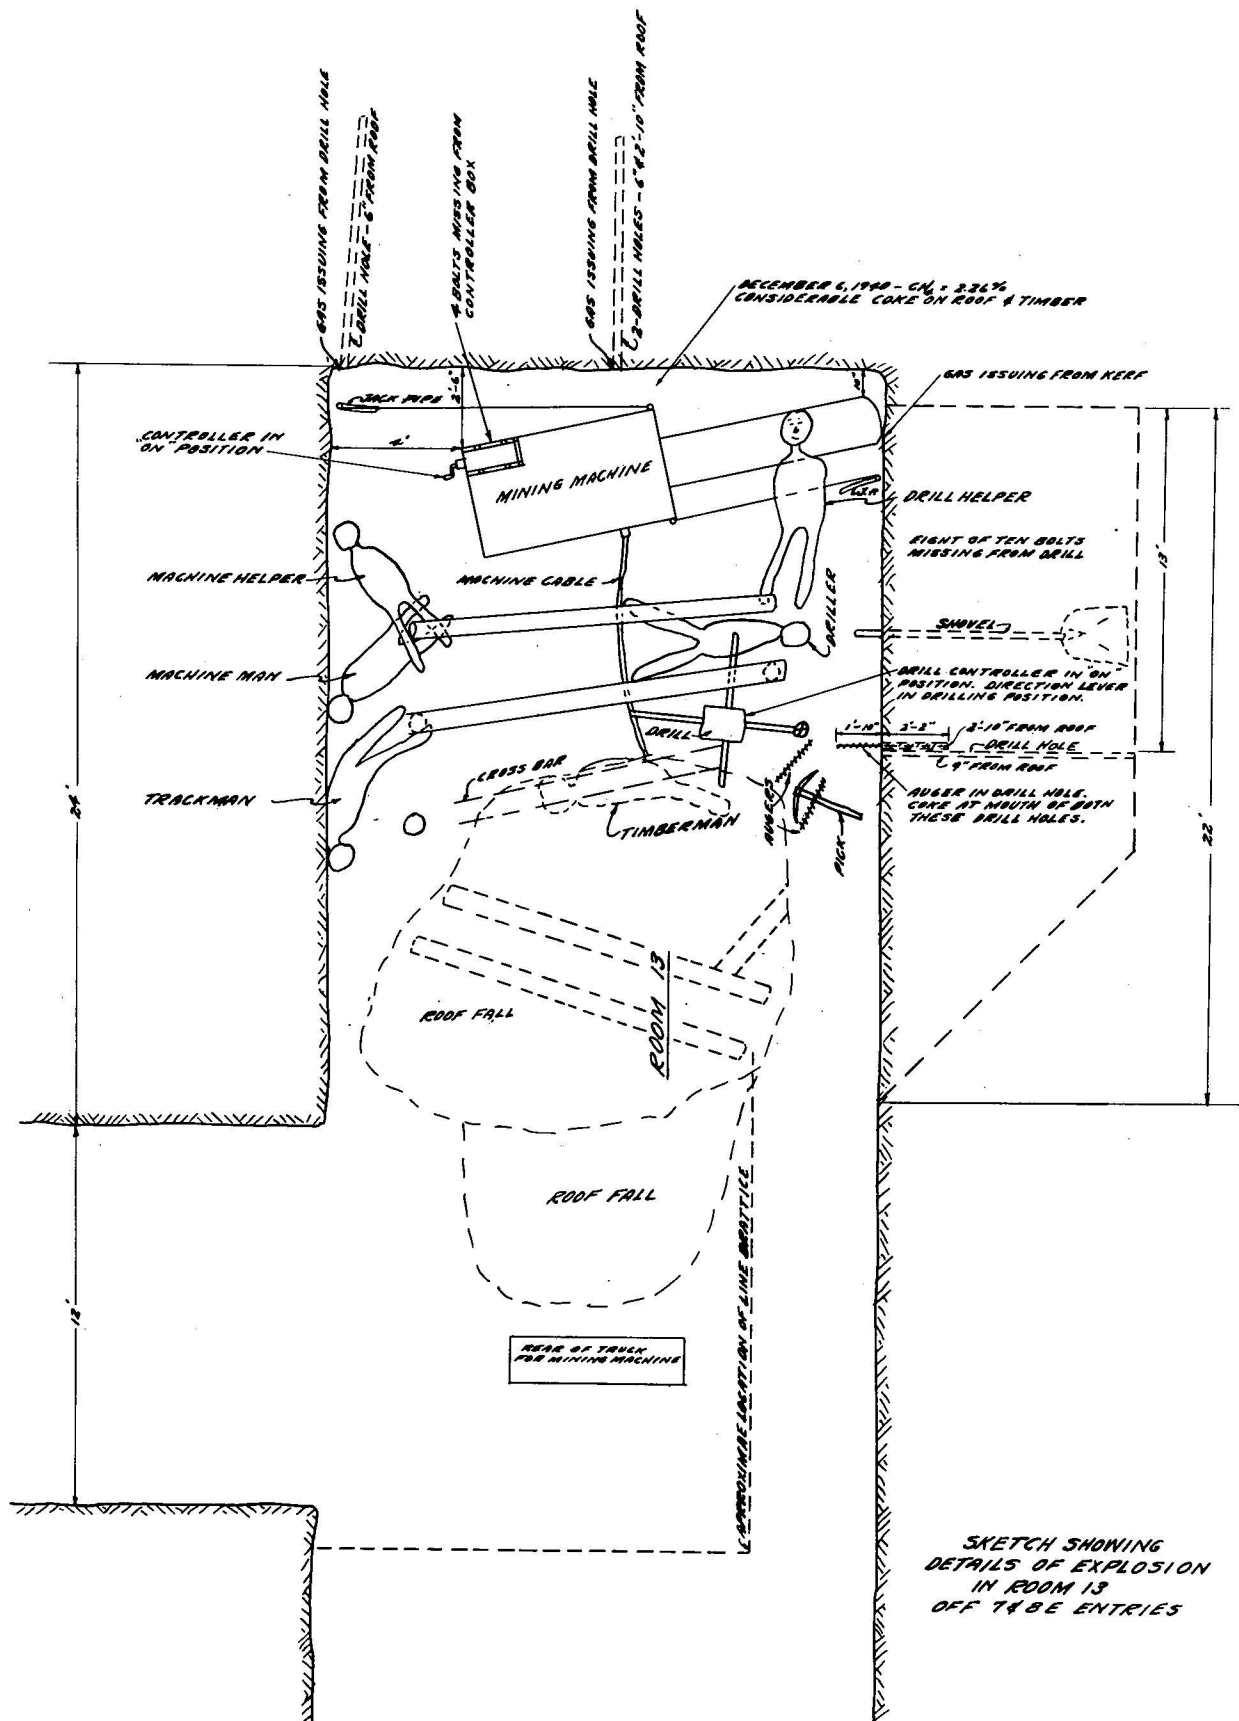 GAS ISSUING FROM DRILL HOLE
DRILL HOLE - 6" FROM ROOF
4 BOLTS MISSING FROM
CONTROLLER BOX
GAS ISSUING FROM DRILL HOLE
2-DRILL HOLES - 6" & 2'-10" FROM ROOF
DECEMBER 6, 1940 - CH4 = 2.26%
CONSIDERABLE COKE ON ROOF & TIMBER
GAS ISSUING FROM KERF
JACK PIPE
2'-6"
"CONTROLLER IN
ON" POSITION
4'
MINING MACHINE
DRILL HELPER
EIGHT OF TEN BOLTS
MISSING FROM DRILL
13'
MACHINE HELPER
MACHINE CABLE
DRILLER
SHOVEL
MACHINE MAN
DRILL CONTROLLER IN "ON"
POSITION. DIRECTION LEVER
IN DRILLING POSITION.
DRILL
1'-10"
2'-2"
2'-10" FROM ROOF
DRILL HOLE
9" FROM ROOF
CROSS BAR
TRACKMAN
TIMBERMAN
AUGERS
PICK
AUGER IN DRILL HOLE.
COKE AT MOUTH OF BOTH
THESE DRILL HOLES.
24'
22'
ROOF FALL
ROOM 13
ROOF FALL
12'
REAR OF TRUCK
FOR MINING MACHINE
APPROXIMATE LOCATION OF LINE BRATTICE
SKETCH SHOWING
DETAILS OF EXPLOSION
IN ROOM 13
OFF 7 & 8 E ENTRIES